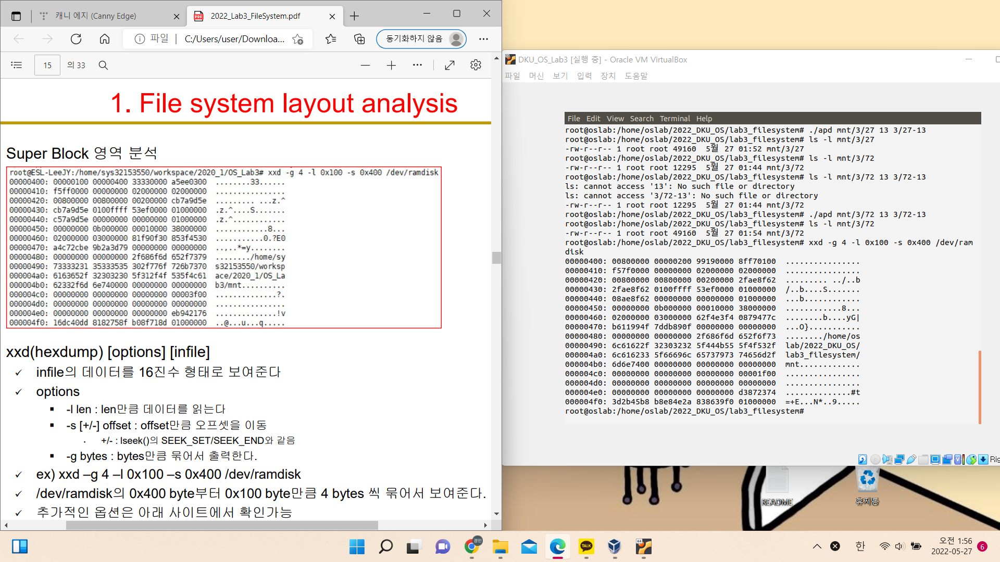 캐니 에지 (Canny Edge)
2022_Lab3_FileSystem.pdf
파일
C:/Users/user/Downloa...
동기화하지 않음
15
의 33
1. File system layout analysis
Super Block 영역 분석
root@ESL-LeeJY:/home/sys32153550/workspace/2020_1/OS_Lab3# xxd -g 4 -l 0x100 -s 0x400 /dev/ramdisk
00000400: 00000100 00000400 33330000 a5ee0300 ........33......
00000410: f5ff0000 00000000 02000000 02000000 ................
00000420: 00800000 00800000 00200000 cb7a9d5e ......... ...z.^
00000430: cb7a9d5e 0100ffff 53ef0000 01000000 .z.^....S.......
00000440: c57a9d5e 00000000 00000000 01000000 .z.^............
00000450: 00000000 0b000000 00010000 38000000 ............8...
00000460: 02000000 03000000 81f90f30 853f4530 ...........0.?E0
00000470: a4c72cbe 9b2a3d79 00000000 00000000 ..,..*=y........
00000480: 00000000 00000000 2f686f6d 652f7379 ......../home/sy
00000490: 73333231 35333535 302f776f 726b7370 s32153550/worksp
000004a0: 6163652f 32303230 5f312f4f 535f4c61 ace/2020_1/OS_La
000004b0: 62332f6d 6e740000 00000000 00000000 b3/mnt..........
000004c0: 00000000 00000000 00000000 00003f00 ..............?.
000004d0: 00000000 00000000 00000000 00000000 ................
000004e0: 00000000 00000000 00000000 eb942176 ..............!v
000004f0: 16dc40dd 8182758f b08f718d 01000000 ..@...u...q.....
xxd(hexdump) [options] [infile]
✓ infile의 데이터를 16진수 형태로 보여준다
✓ options
▪ -l len : len만큼 데이터를 읽는다
▪ -s [+/-] offset : offset만큼 오프셋을 이동
• +/- : lseek()의 SEEK_SET/SEEK_END와 같음
▪ -g bytes : bytes만큼 묶어서 출력한다.
✓ ex) xxd –g 4 –l 0x100 –s 0x400 /dev/ramdisk
✓ /dev/ramdisk의 0x400 byte부터 0x100 byte만큼 4 bytes 씩 묶어서 보여준다.
✓ 추가적인 옵션은 아래 사이트에서 확인가능
DKU_OS_Lab3 [실행 중] - Oracle VM VirtualBox
파일 머신 보기 입력 장치 도움말
File Edit View Search Terminal Help
root@oslab:/home/oslab/2022_DKU_OS/lab3_filesystem# ./apd mnt/3/27 13 3/27-13
root@oslab:/home/oslab/2022_DKU_OS/lab3_filesystem# ls -l mnt/3/27
-rw-r--r-- 1 root root 49160 5월 27 01:52 mnt/3/27
root@oslab:/home/oslab/2022_DKU_OS/lab3_filesystem# ls -l mnt/3/72
-rw-r--r-- 1 root root 12295 5월 27 01:44 mnt/3/72
root@oslab:/home/oslab/2022_DKU_OS/lab3_filesystem# ls -l mnt/3/72 13 3/72-13
ls: cannot access '13': No such file or directory
ls: cannot access '3/72-13': No such file or directory
-rw-r--r-- 1 root root 12295 5월 27 01:44 mnt/3/72
root@oslab:/home/oslab/2022_DKU_OS/lab3_filesystem# ./apd mnt/3/72 13 3/72-13
root@oslab:/home/oslab/2022_DKU_OS/lab3_filesystem# ls -l mnt/3/72
-rw-r--r-- 1 root root 49160 5월 27 01:54 mnt/3/72
root@oslab:/home/oslab/2022_DKU_OS/lab3_filesystem# xxd -g 4 -l 0x100 -s 0x400 /dev/ram
disk
00000400: 00800000 00000200 99190000 8ff70100 ................
00000410: f57f0000 00000000 02000000 02000000 ................
00000420: 00800000 00800000 00200000 2fae8f62 ......... ../..b
00000430: 2fae8f62 0100ffff 53ef0000 01000000 /..b....S.......
00000440: 08ae8f62 00000000 00000000 01000000 ...b............
00000450: 00000000 0b000000 00010000 38000000 ............8...
00000460: 02000000 03000000 62f4e3f4 0879477c ........b....yG|
00000470: b611994f 7ddb890f 00000000 00000000 ...O}...........
00000480: 00000000 00000000 2f686f6d 652f6f73 ......../home/os
00000490: 6c61622f 32303232 5f444b55 5f4f532f lab/2022_DKU_OS/
000004a0: 6c616233 5f66696c 65737973 74656d2f lab3_filesystem/
000004b0: 6d6e7400 00000000 00000000 00000000 mnt.............
000004c0: 00000000 00000000 00000000 00001f00 ................
000004d0: 00000000 00000000 00000000 00000000 ................
000004e0: 00000000 00000000 00000000 d3872374 ..............#t
000004f0: 3d2b45b8 b8e84e2a 838639f0 01000000 =+E...N*..9.....
root@oslab:/home/oslab/2022_DKU_OS/lab3_filesystem#
Rig
README
휴지통
경민
TALK
64
한
오전 1:56
2022-05-27
6